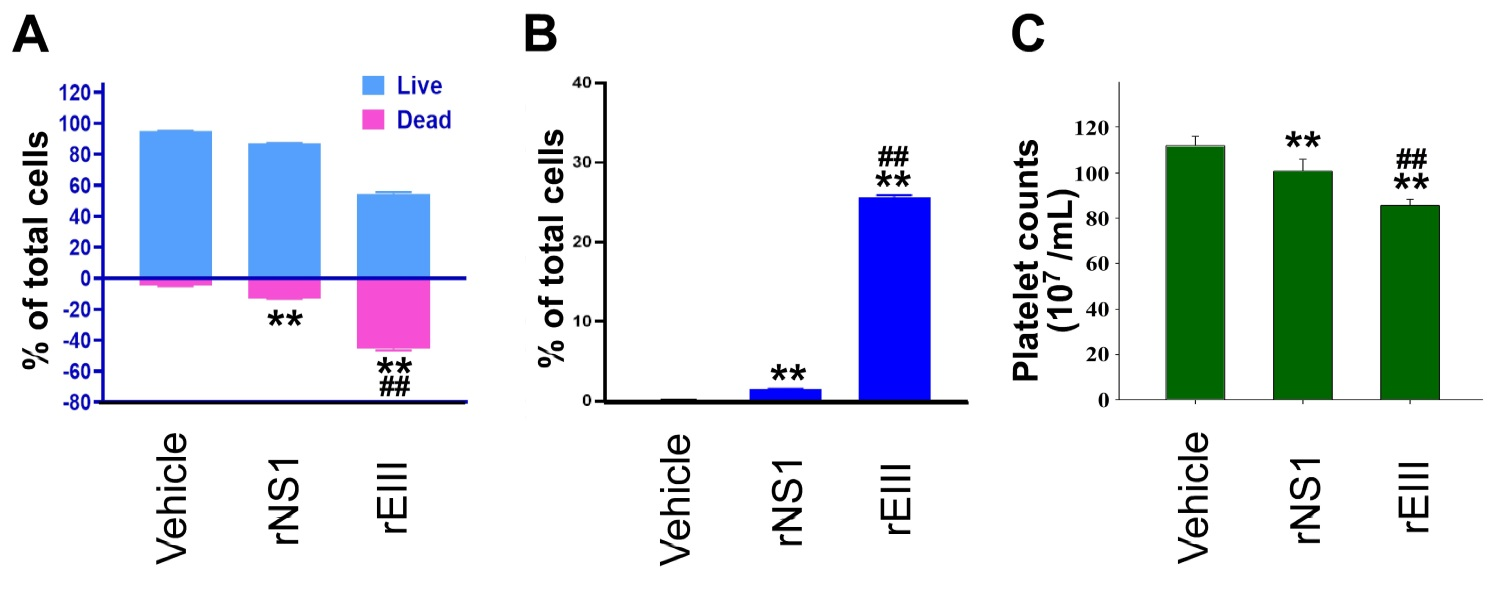 A
% of total cells
120
100
80
60
40
20
0
-20
-40
-60
-80
Live
Dead
**
**
##
Vehicle
rNS1
rEIII
B
% of total cells
40
30
20
10
0
**
##
**
Vehicle
rNS1
rEIII
C
Platelet counts
(10⁷ /mL)
120
100
80
60
40
20
0
**
##
**
Vehicle
rNS1
rEIII